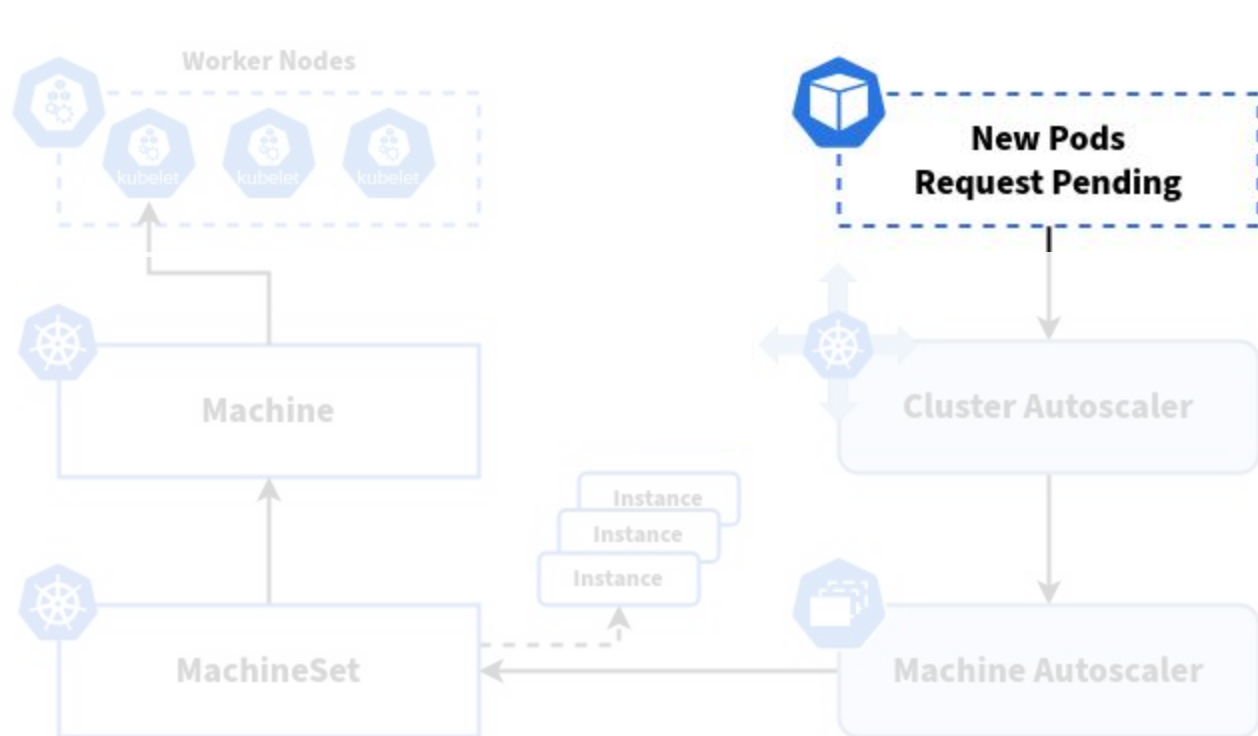 Worker Nodes
kubelet
kubelet
kubelet
New Pods
Request Pending
Machine
Cluster Autoscaler
Instance
Instance
Instance
MachineSet
Machine Autoscaler